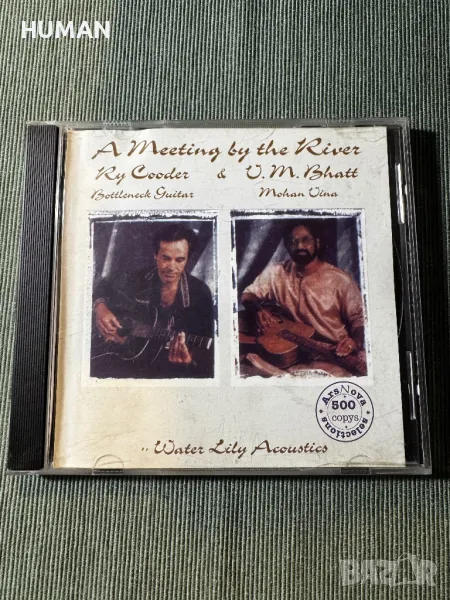 HUMAN
A Meeting by the River
Ry Cooder & V. M. Bhatt
Bottleneck Guitar Mohan Vina
ArsNova
500
copys
selections
Water Lily Acoustics
BAZAR